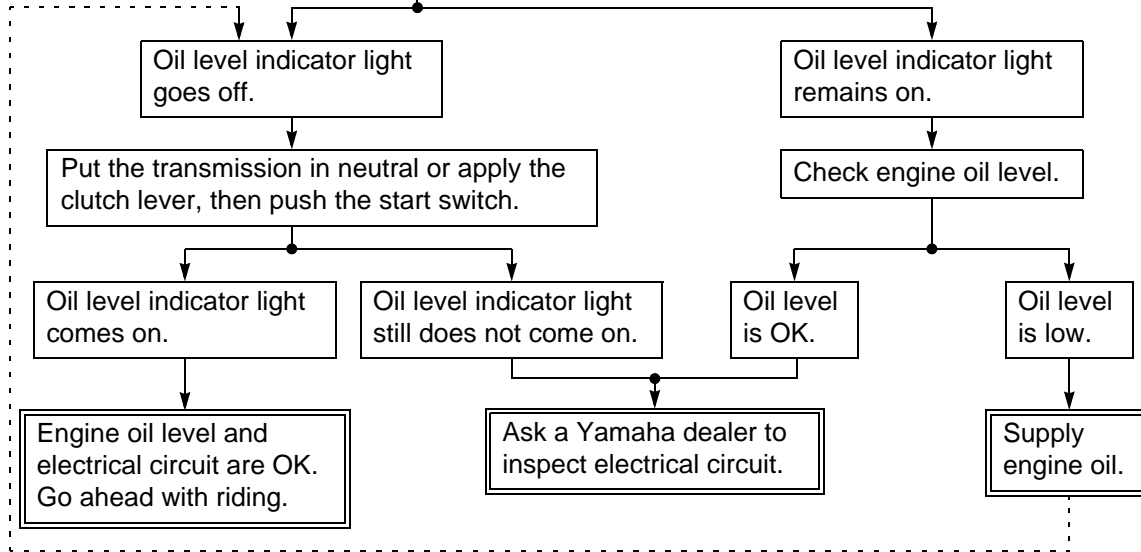 Oil level indicator light
goes off.
Oil level indicator light
remains on.
Put the transmission in neutral or apply the
clutch lever, then push the start switch.
Check engine oil level.
Oil level indicator light
comes on.
Oil level indicator light
still does not come on.
Oil level
is OK.
Oil level
is low.
Engine oil level and
electrical circuit are OK.
Go ahead with riding.
Ask a Yamaha dealer to
inspect electrical circuit.
Supply
engine oil.